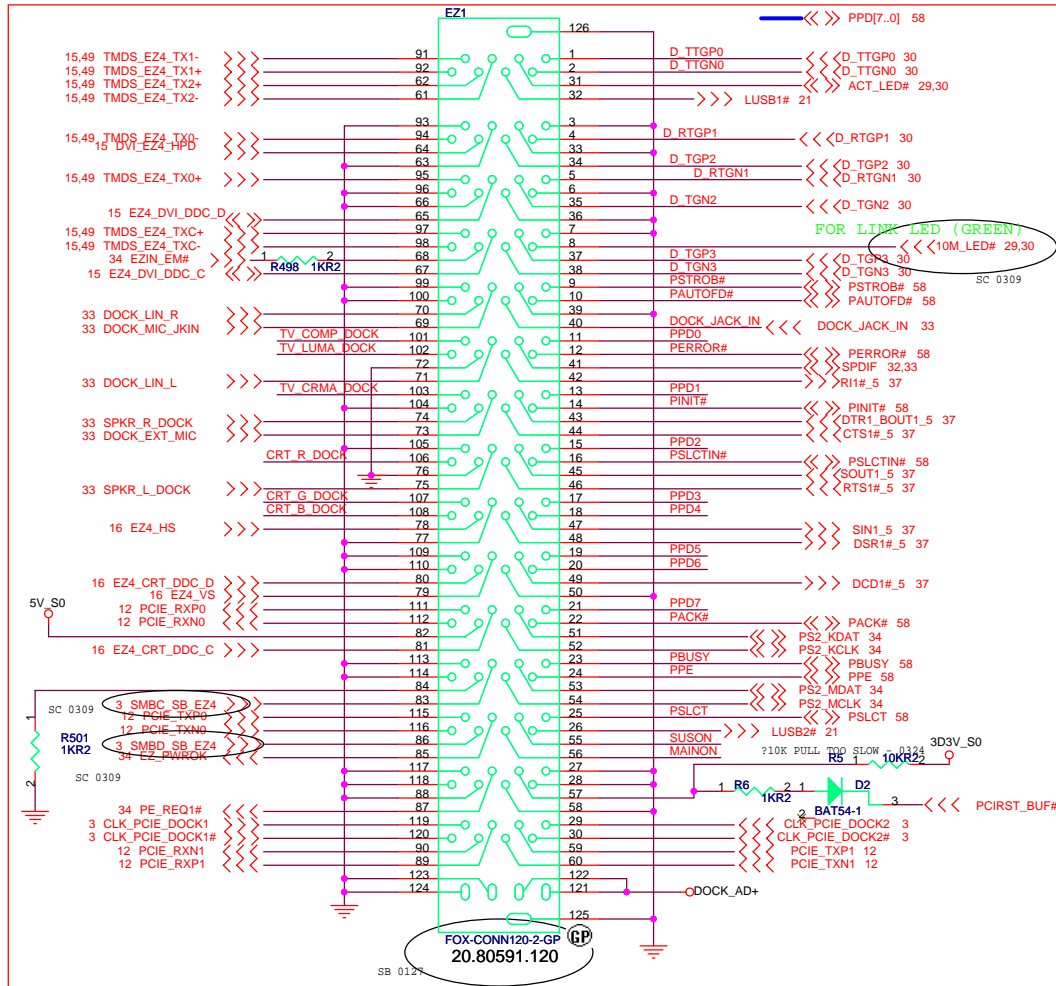 EZ1
PPD[7..0] 58
126
15,49 TMDS_EZ4_TX1- 91 1 D_TTGP0 D_TTGP0 30
15,49 TMDS_EZ4_TX1+ 92 2 D_TTGN0 D_TTGN0 30
15,49 TMDS_EZ4_TX2+ 62 31 ACT_LED# 29,30
15,49 TMDS_EZ4_TX2- 61 32 LUSB1# 21
93 3
15,49 TMDS_EZ4_TX0- 94 4 D_RTGP1 D_RTGP1 30
15 DVI_EZ4_HPD 64 33
63 34 D_TGP2 D_TGP2 30
15,49 TMDS_EZ4_TX0+ 95 5 D_RTGN1 D_RTGN1 30
96 6
66 35 D_TGN2 D_TGN2 30
15 EZ4_DVI_DDC_D 65 36
15,49 TMDS_EZ4_TXC+ 97 7 FOR LINK LED (GREEN)
15,49 TMDS_EZ4_TXC- 98 8 10M_LED# 29,30
34 EZIN_EM# 1 R498 1KR2 2 68 37 D_TGP3 D_TGP3 30
15 EZ4_DVI_DDC_C 67 38 D_TGN3 D_TGN3 30
SC 0309
99 9 PSTROB# PSTROB# 58
100 10 PAUTOFD# PAUTOFD# 58
33 DOCK_LIN_R 70 39
33 DOCK_MIC_JKIN 69 40 DOCK_JACK_IN DOCK_JACK_IN 33
TV_COMP_DOCK 101 11 PPD0
TV_LUMA_DOCK 102 12 PERROR# PERROR# 58
72 41 SPDIF 32,33
33 DOCK_LIN_L 71 42 RI1#_5 37
TV_CRMA_DOCK 103 13 PPD1
104 14 PINIT# PINIT# 58
33 SPKR_R_DOCK 74 43 DTR1_BOUT1_5 37
33 DOCK_EXT_MIC 73 44 CTS1#_5 37
105 15 PPD2
CRT_R_DOCK 106 16 PSLCTIN# PSLCTIN# 58
76 45 SOUT1_5 37
33 SPKR_L_DOCK 75 46 RTS1#_5 37
CRT_G_DOCK 107 17 PPD3
CRT_B_DOCK 108 18 PPD4
16 EZ4_HS 78 47 SIN1_5 37
77 48 DSR1#_5 37
109 19 PPD5
110 20 PPD6
16 EZ4_CRT_DDC_D 80 49 DCD1#_5 37
16 EZ4_VS 79 50
5V_S0
12 PCIE_RXP0 111 21 PPD7
12 PCIE_RXN0 112 22 PACK# PACK# 58
82 51 PS2_KDAT 34
16 EZ4_CRT_DDC_C 81 52 PS2_KCLK 34
113 23 PBUSY PBUSY 58
114 24 PPE PPE 58
84 53 PS2_MDAT 34
SC 0309 3 SMBC_SB_EZ4 83 54 PS2_MCLK 34
12 PCIE_TXP0 115 25 PSLCT PSLCT 58
12 PCIE_TXN0 116 26 LUSB2# 21
1 R501 1KR2 2
3 SMBD_SB_EZ4 86 55 SUSON
34 EZ_PWROK 85 56 MAINON
?10K PULL TOO SLOW - 0324 3D3V_S0
SC 0309
117 27 R5 1 10KR2 2
118 28
88 57 1 R6 1KR2 2 1 D2 BAT54-1 2 3 PCIRST_BUF#
34 PE_REQ1# 87 58
3 CLK_PCIE_DOCK1 119 29 CLK_PCIE_DOCK2 3
3 CLK_PCIE_DOCK1# 120 30 CLK_PCIE_DOCK2# 3
12 PCIE_RXN1 90 59 PCIE_TXP1 12
12 PCIE_RXP1 89 60 PCIE_TXN1 12
123 122
124 121 DOCK_AD+
125
FOX-CONN120-2-GP GP
20.80591.120
SB 0127